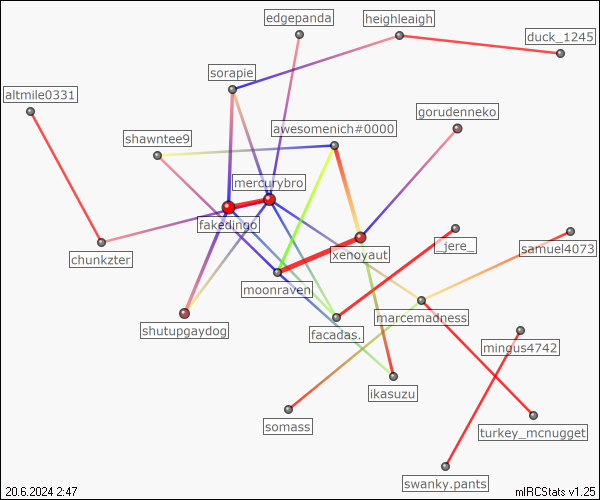 edgepanda
heighleaigh
duck_1245
sorapie
altmile0331
gorudenneko
awesomenich#0000
shawntee9
mercurybro
fakedingo
_jere_
samuel4073
xenoyaut
chunkzter
moonraven
marcemadness
shutupgaydog
facadas.
mingus4742
ikasuzu
somass
turkey_mcnugget
swanky.pants
20.6.2024 2:47
mIRCStats v1.25